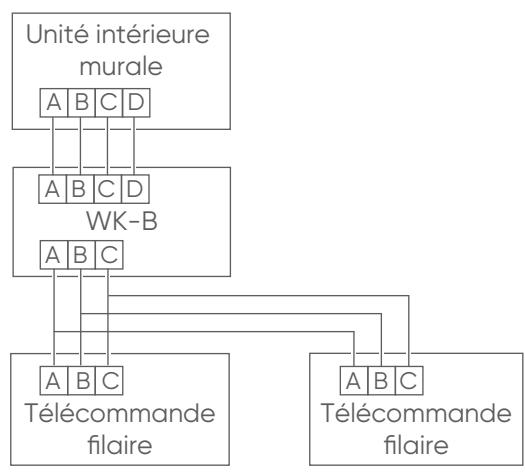 Unité intérieure
murale
A B C D
A B C D
WK-B
A B C
A B C
Télécommande
filaire
A B C
Télécommande
filaire